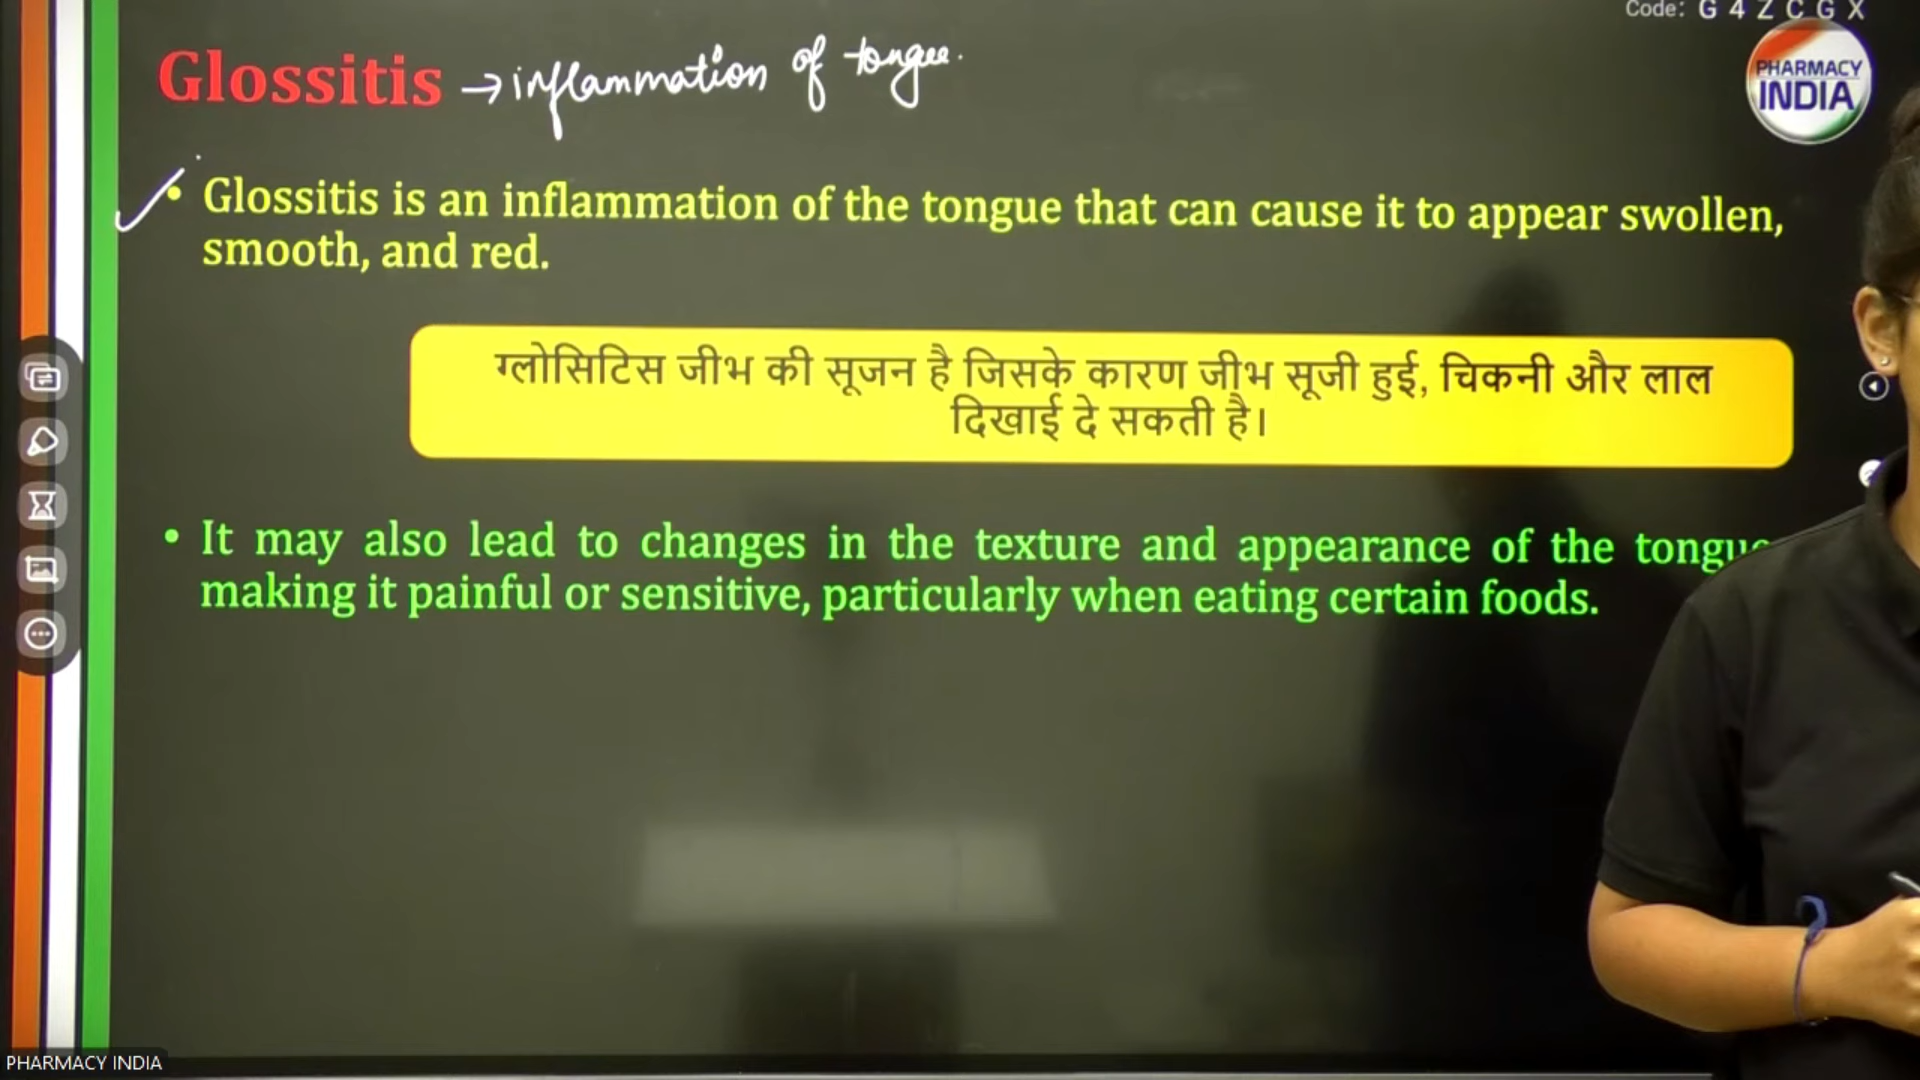 Code: G 4 Z C G X
Glossitis → inflammation of tongue.
PHARMACY
INDIA
• Glossitis is an inflammation of the tongue that can cause it to appear swollen,
smooth, and red.
ग्लोसिटिस जीभ की सूजन है जिसके कारण जीभ सूजी हुई, चिकनी और लाल
दिखाई दे सकती है।
• It may also lead to changes in the texture and appearance of the
making it painful or sensitive, particularly when eating certain foods.
PHARMACY INDIA